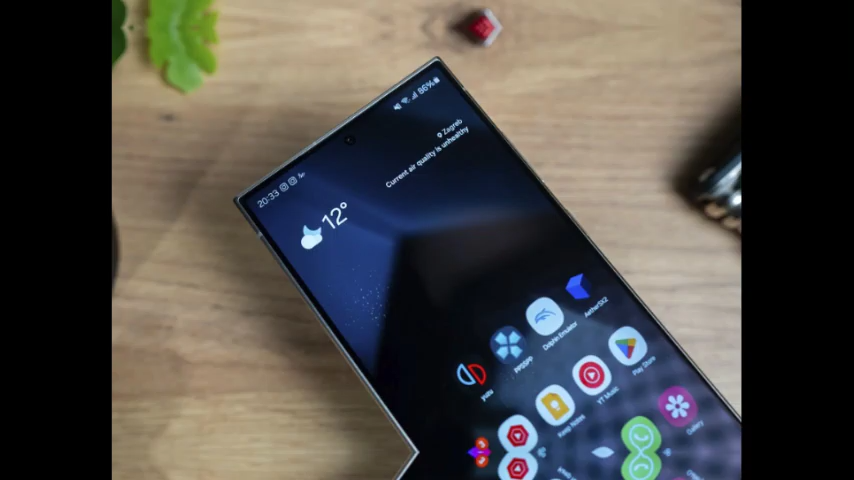 20:33
86%
Zagreb
Current air quality is unhealthy
12°
yuzu
PPSSPP
Dolphin Emulator
AetherSX2
Keep Notes
YT Music
Play Store
Gallery